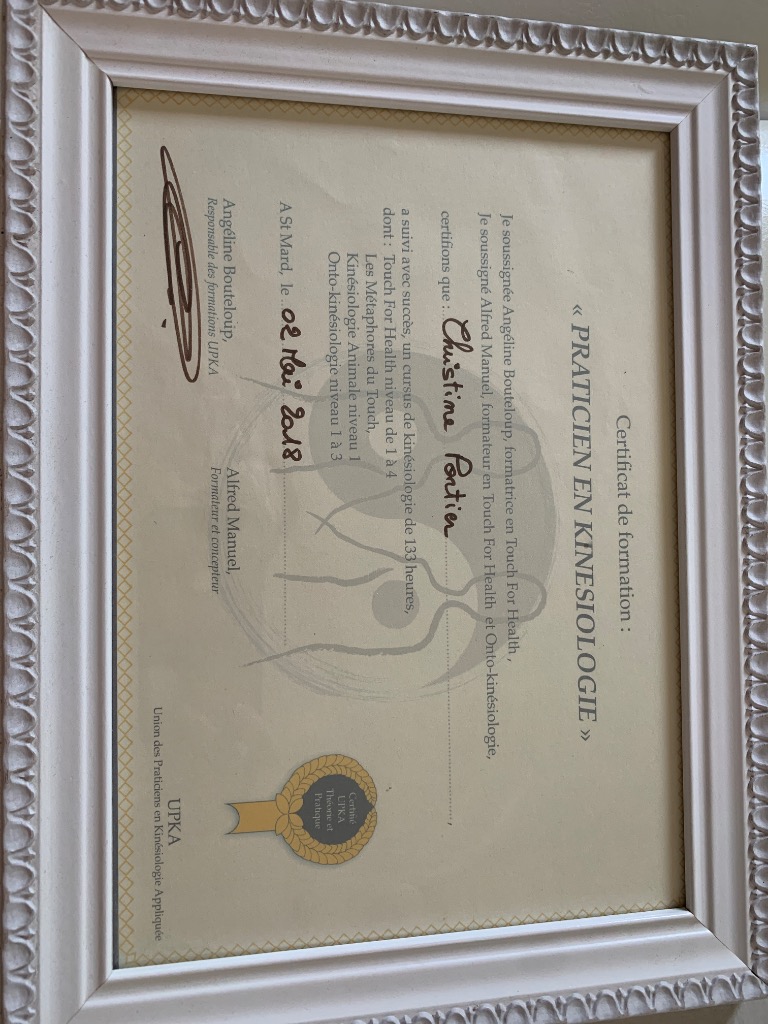 Certificat de formation :
« PRATICIEN EN KINESIOLOGIE »
Je soussignée Angéline Bouteloup, formatrice en Touch For Health ,
Je soussigné Alfred Manuel, formateur en Touch For Health et Onto-kinésiologie,
certifions que : Christine Portier ,
a suivi avec succès, un cursus de kinésiologie de 133 heures,
dont : Touch For Health niveau de 1 à 4
Les Métaphores du Touch,
Kinésiologie Animale niveau 1
Onto-kinésiologie niveau 1 à 3
A St Mard, le 02 Mai 2018
Angéline Bouteloup,
Responsable des formations UPKA
Alfred Manuel,
Formateur et concepteur
Certifié
UPKA
Théorie et
Pratique
UPKA
Union des Praticiens en Kinésiologie Appliquée